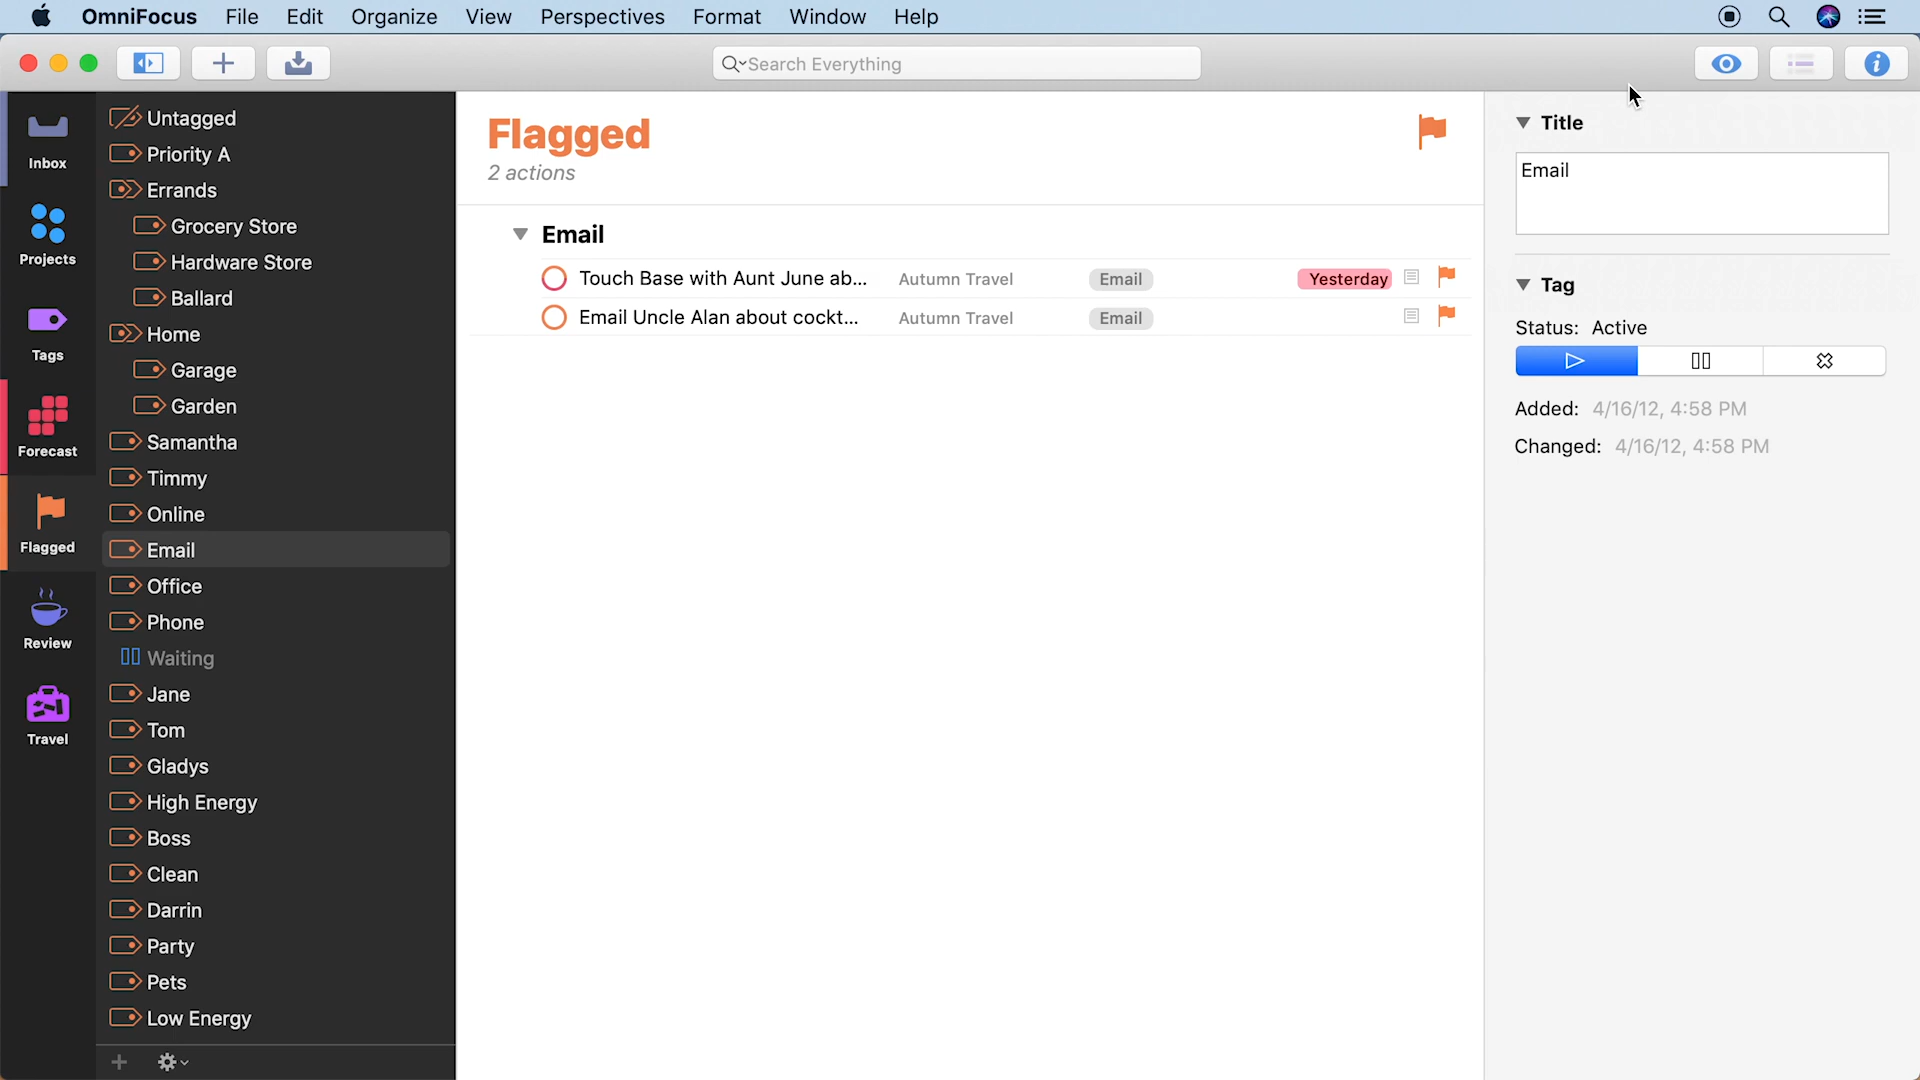 OmniFocus File Edit Organize View Perspectives Format Window Help
Search Everything
Inbox
Projects
Tags
Forecast
Flagged
Review
Travel
Untagged
Priority A
Errands
Grocery Store
Hardware Store
Ballard
Home
Garage
Garden
Samantha
Timmy
Online
Email
Office
Phone
Waiting
Jane
Tom
Gladys
High Energy
Boss
Clean
Darrin
Party
Pets
Low Energy
Flagged
2 actions
Email
Touch Base with Aunt June ab... Autumn Travel Email Yesterday
Email Uncle Alan about cockt... Autumn Travel Email
Title
Email
Tag
Status: Active
Added: 4/16/12, 4:58 PM
Changed: 4/16/12, 4:58 PM